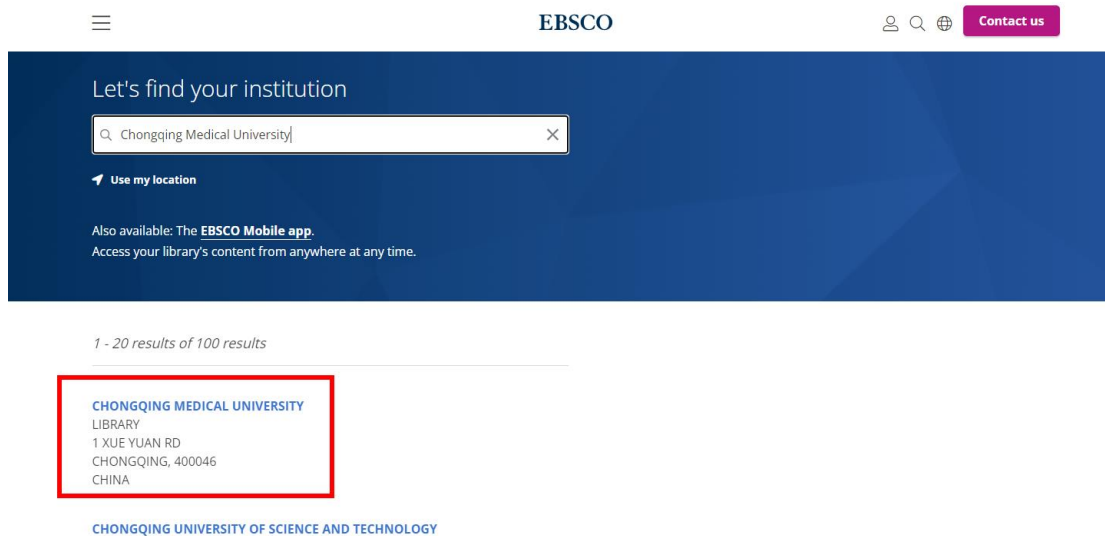 EBSCO
Contact us
Let's find your institution
Chongqing Medical University
Use my location
Also available: The EBSCO Mobile app.
Access your library's content from anywhere at any time.
1 - 20 results of 100 results
CHONGQING MEDICAL UNIVERSITY
LIBRARY
1 XUE YUAN RD
CHONGQING, 400046
CHINA
CHONGQING UNIVERSITY OF SCIENCE AND TECHNOLOGY